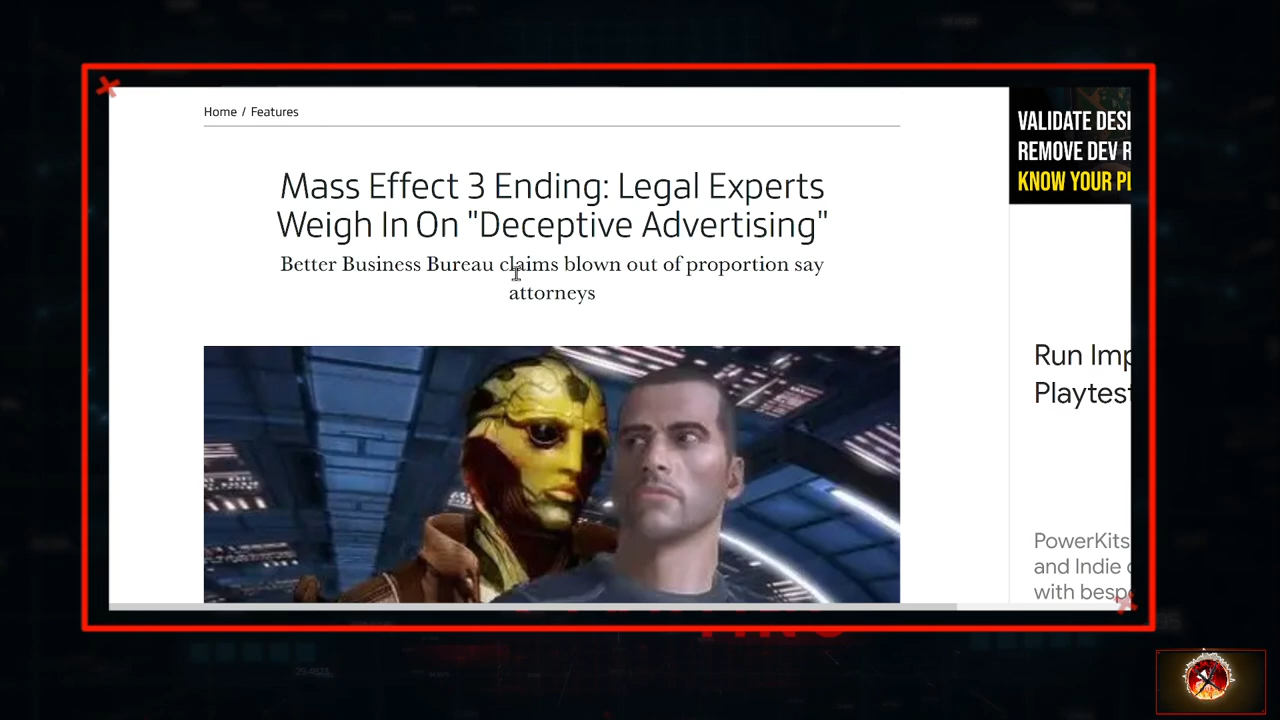 Home / Features
Mass Effect 3 Ending: Legal Experts
Weigh In On "Deceptive Advertising"
Better Business Bureau claims blown out of proportion say
attorneys
VALIDATE DESI
REMOVE DEV R
KNOW YOUR PL
Run Imp
Playtest
PowerKits
and Indie
with besp